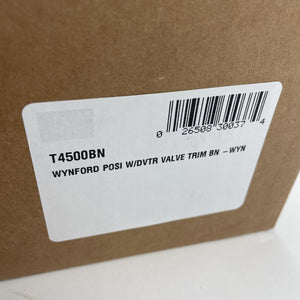 0 26508 30037 4
T4500BN
WYNFORD POSI W/DVTR VALVE TRIM BN –WYN